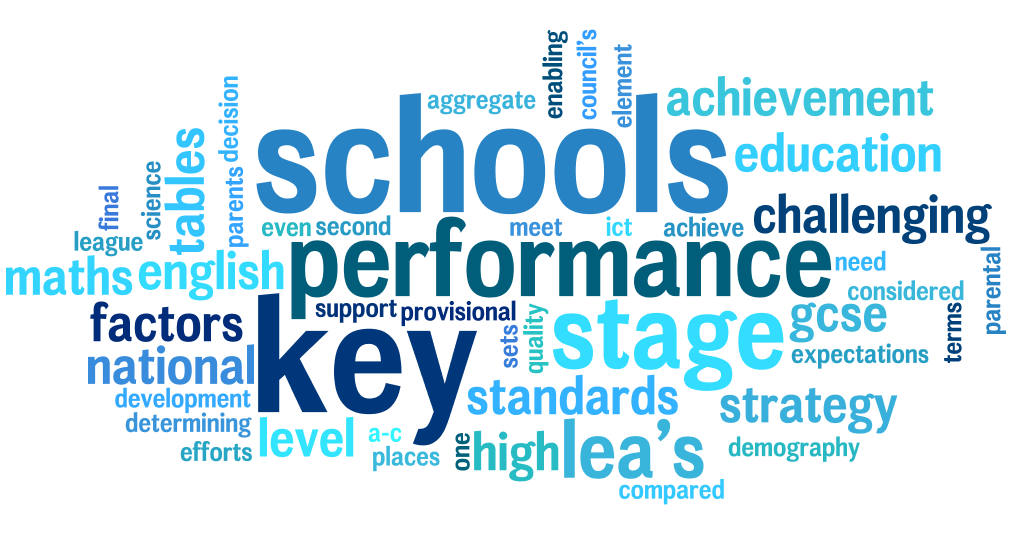 enabling
council's
element
aggregate
achievement
decision
schools
education
tables
parents
science
final
challenging
league
even
second
meet
ict
achieve
performance
maths
english
need
parental
considered
support
provisional
factors
key
sets
quality
stage
gcse
terms
expectations
national
development
standards
strategy
determining
level
a-c
efforts
places
one
high
lea's
demography
compared